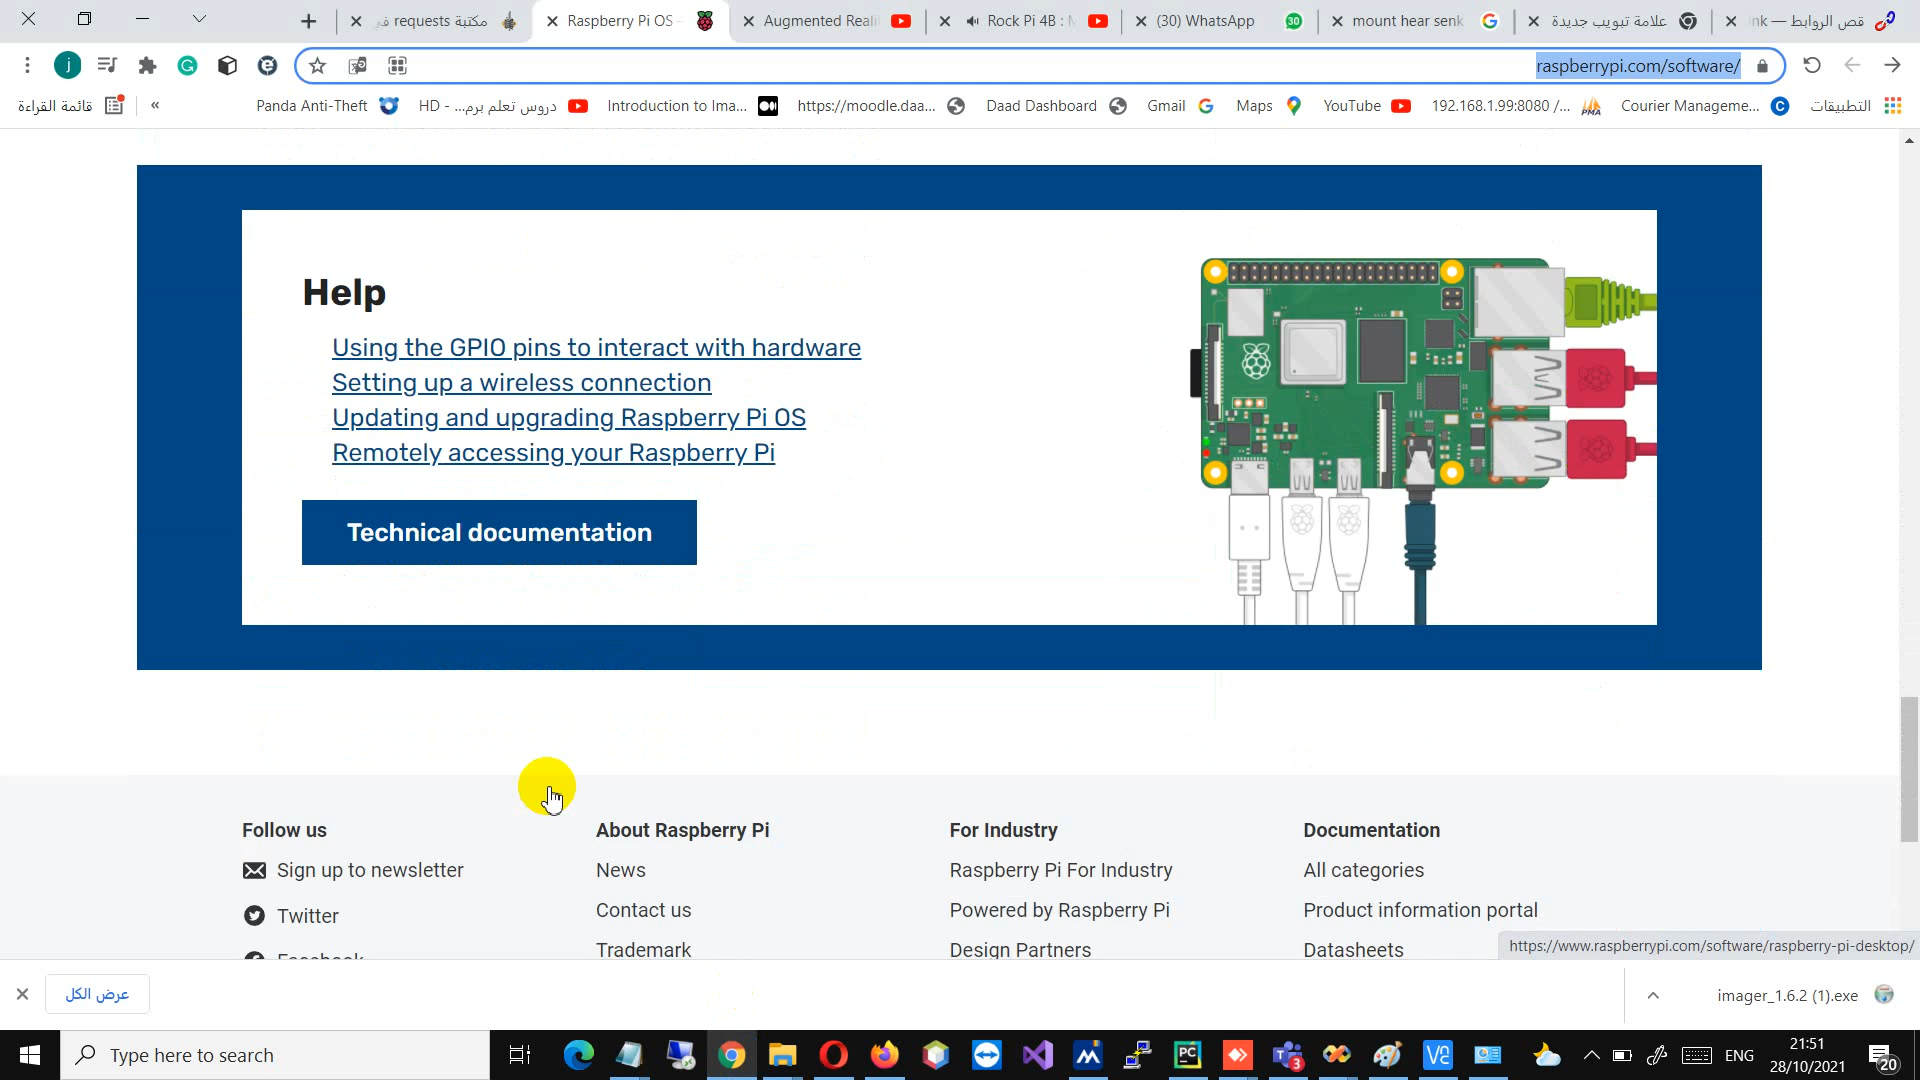 requests مكتبة في
Raspberry Pi OS -
Augmented Reali
Rock Pi 4B : M
(30) WhatsApp
mount hear senk
علامة تبويب جديدة
قص الروابط — nk
raspberrypi.com/software/
قائمة القراءة
«
Panda Anti-Theft
HD - ...دروس تعلم برم
Introduction to Ima...
https://moodle.daa...
Daad Dashboard
Gmail
Maps
YouTube
192.168.1.99:8080 /...
Courier Manageme...
التطبيقات
Help
Using the GPIO pins to interact with hardware
Setting up a wireless connection
Updating and upgrading Raspberry Pi OS
Remotely accessing your Raspberry Pi
Technical documentation
Follow us
About Raspberry Pi
For Industry
Documentation
Sign up to newsletter
News
Raspberry Pi For Industry
All categories
Twitter
Contact us
Powered by Raspberry Pi
Product information portal
Facebook
Trademark
Design Partners
Datasheets
https://www.raspberrypi.com/software/raspberry-pi-desktop/
عرض الكل
imager_1.6.2 (1).exe
Type here to search
ENG
21:51
28/10/2021
20